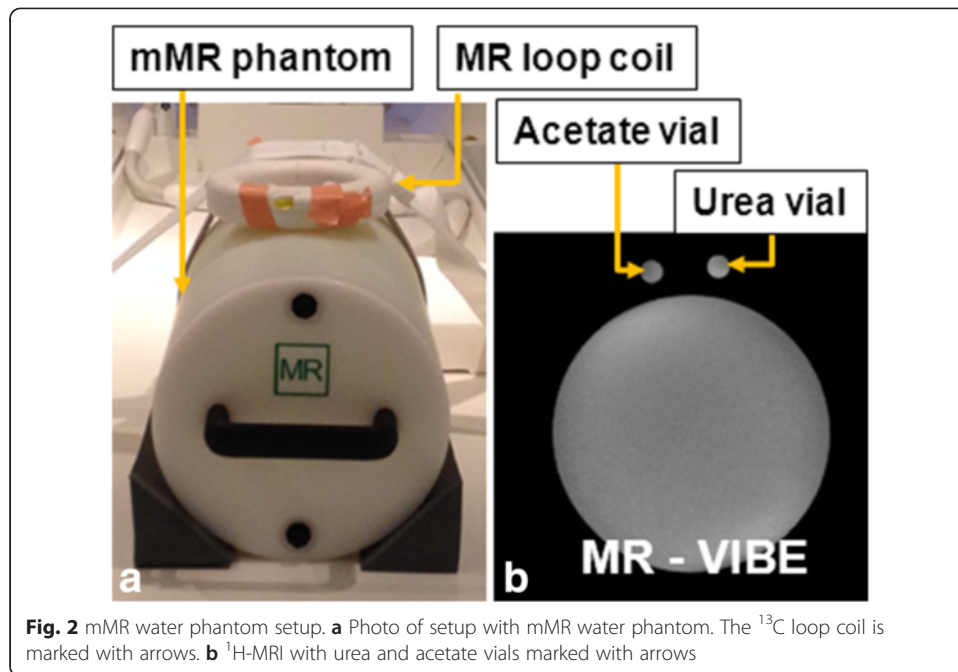 mMR phantom
MR loop coil
Acetate vial
Urea vial
MR
a
b
MR - VIBE
Fig. 2 mMR water phantom setup. a Photo of setup with mMR water phantom. The ¹³C loop coil is
marked with arrows. b ¹H-MRI with urea and acetate vials marked with arrows